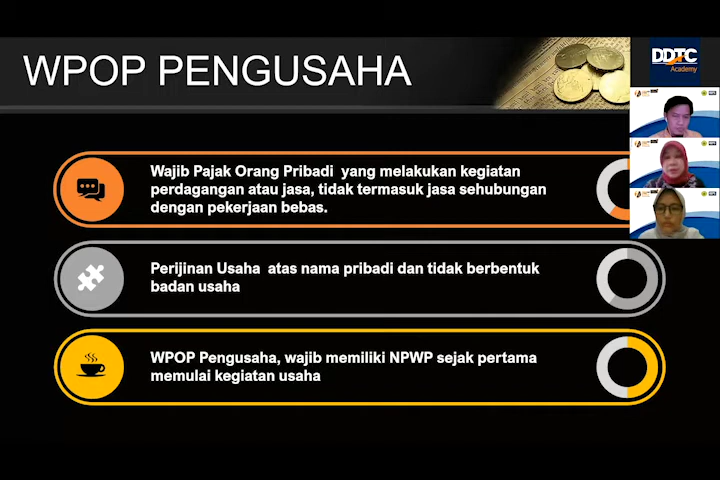 WPOP PENGUSAHA
DDTC
Academy
Wajib Pajak Orang Pribadi yang melakukan kegiatan
perdagangan atau jasa, tidak termasuk jasa sehubungan
dengan pekerjaan bebas.
Perijinan Usaha atas nama pribadi dan tidak berbentuk
badan usaha
WPOP Pengusaha, wajib memiliki NPWP sejak pertama
memulai kegiatan usaha